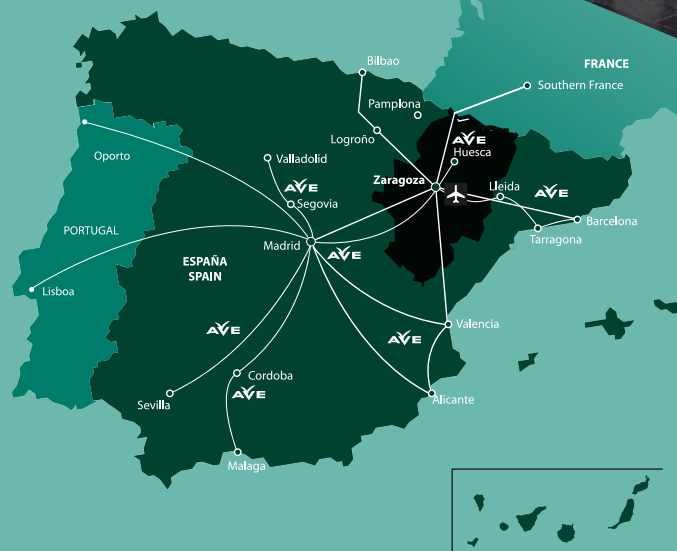 FRANCE
Bilbao
Southern France
Pamplona
Logroño
AVE
Huesca
Valladolid
Oporto
Zaragoza
AVE
Lleida
AVE
Segovia
Barcelona
PORTUGAL
Tarragona
Madrid
AVE
ESPAÑA
SPAIN
Lisboa
AVE
Valencia
AVE
Cordoba
AVE
Sevilla
Alicante
Malaga